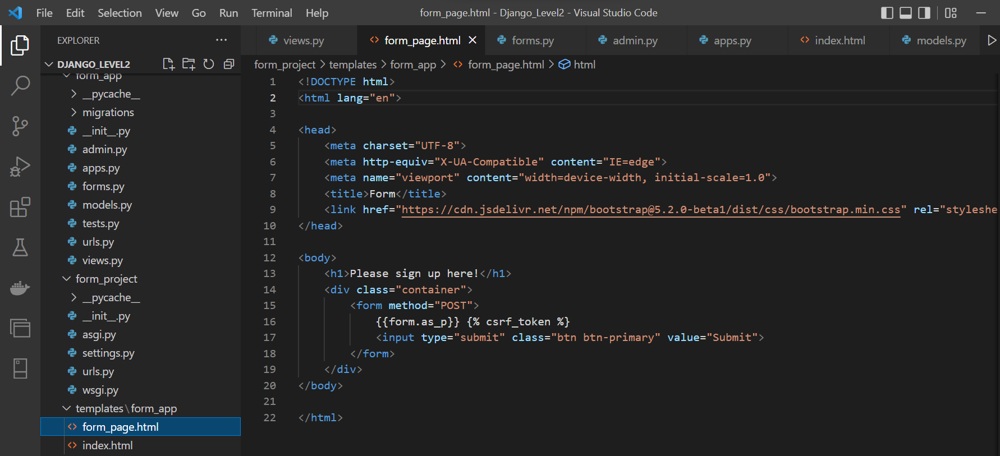 File Edit Selection View Go Run Terminal Help form_page.html - Django_Level2 - Visual Studio Code
EXPLORER
DJANGO_LEVEL2
form_app
__pycache__
migrations
__init__.py
admin.py
apps.py
forms.py
models.py
tests.py
urls.py
views.py
form_project
__pycache__
__init__.py
asgi.py
settings.py
urls.py
wsgi.py
templates\form_app
form_page.html
index.html
views.py form_page.html forms.py admin.py apps.py index.html models.py
form_project > templates > form_app > form_page.html > html
1 <!DOCTYPE html>
2 <html lang="en">
3
4 <head>
5 <meta charset="UTF-8">
6 <meta http-equiv="X-UA-Compatible" content="IE=edge">
7 <meta name="viewport" content="width=device-width, initial-scale=1.0">
8 <title>Form</title>
9 <link href="https://cdn.jsdelivr.net/npm/bootstrap@5.2.0-beta1/dist/css/bootstrap.min.css" rel="styleshe
10 </head>
11
12 <body>
13 <h1>Please sign up here!</h1>
14 <div class="container">
15 <form method="POST">
16 {{form.as_p}} {% csrf_token %}
17 <input type="submit" class="btn btn-primary" value="Submit">
18 </form>
19 </div>
20 </body>
21
22 </html>